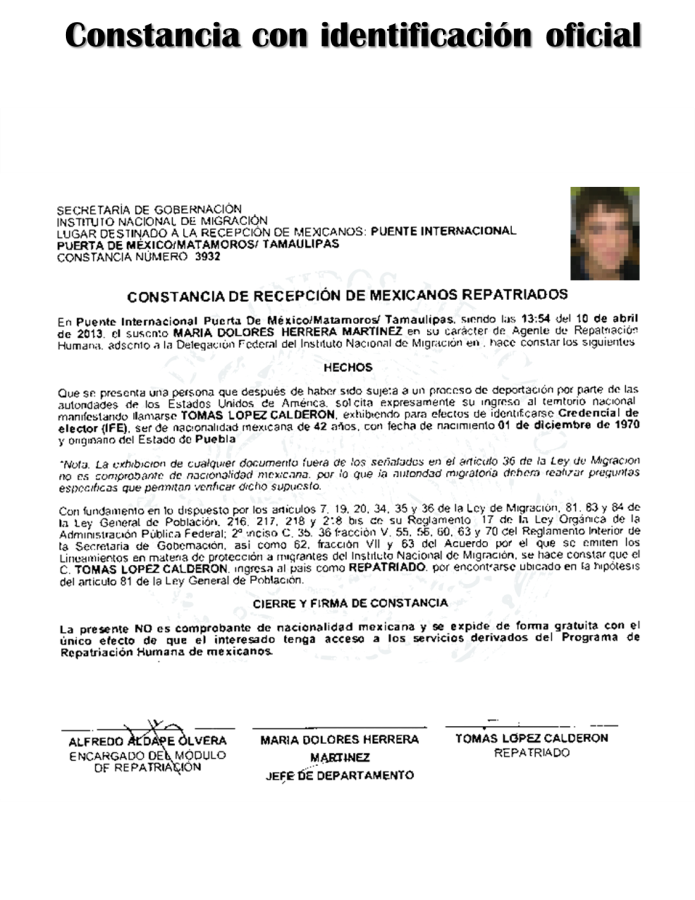 Constancia con identificación oficial
SECRETARÍA DE GOBERNACIÓN
INSTITUTO NACIONAL DE MIGRACIÓN
LUGAR DESTINADO A LA RECEPCIÓN DE MEXICANOS: PUENTE INTERNACIONAL
PUERTA DE MÉXICO/MATAMOROS/ TAMAULIPAS
CONSTANCIA NÚMERO 3932
CONSTANCIA DE RECEPCIÓN DE MEXICANOS REPATRIADOS
En Puente Internacional Puerta De México/Matamoros/ Tamaulipas, siendo las 13:54 del 10 de abril
de 2013, el suscrito MARIA DOLORES HERRERA MARTINEZ en su carácter de Agente de Repatriación
Humana, adscrito a la Delegación Federal del Instituto Nacional de Migración en , hace constar los siguientes
HECHOS
Que se presenta una persona que después de haber sido sujeta a un proceso de deportación por parte de las
autoridades de los Estados Unidos de América, solicita expresamente su ingreso al territorio nacional
manifestando llamarse TOMAS LOPEZ CALDERON, exhibiendo para efectos de identificarse Credencial de
elector (IFE), ser de nacionalidad mexicana de 42 años, con fecha de nacimiento 01 de diciembre de 1970
y originario del Estado de Puebla
"Nota. La exhibición de cualquier documento fuera de los señalados en el artículo 36 de la Ley de Migración
no es comprobante de nacionalidad mexicana, por lo que la autoridad migratoria deberá realizar preguntas
específicas que permitan verificar dicho supuesto.
Con fundamento en lo dispuesto por los artículos 7, 19, 20, 34, 35 y 36 de la Ley de Migración, 81, 83 y 84 de
la Ley General de Población, 216, 217, 218 y 218 bis de su Reglamento 17 de la Ley Orgánica de la
Administración Pública Federal; 2° inciso C, 35, 36 fracción V, 55, 56, 60, 63 y 70 del Reglamento Interior de
la Secretaría de Gobernación, así como 62, fracción VII y 63 del Acuerdo por el que se emiten los
Lineamientos en materia de protección a migrantes del Instituto Nacional de Migración, se hace constar que el
C. TOMAS LOPEZ CALDERON, ingresa al país como REPATRIADO, por encontrarse ubicado en la hipótesis
del artículo 81 de la Ley General de Población.
CIERRE Y FIRMA DE CONSTANCIA
La presente NO es comprobante de nacionalidad mexicana y se expide de forma gratuita con el
único efecto de que el interesado tenga acceso a los servicios derivados del Programa de
Repatriación Humana de mexicanos.
ALFREDO ALDAPE OLVERA
ENCARGADO DEL MÓDULO
DE REPATRIACIÓN
MARIA DOLORES HERRERA
MARTINEZ
JEFE DE DEPARTAMENTO
TOMAS LOPEZ CALDERON
REPATRIADO